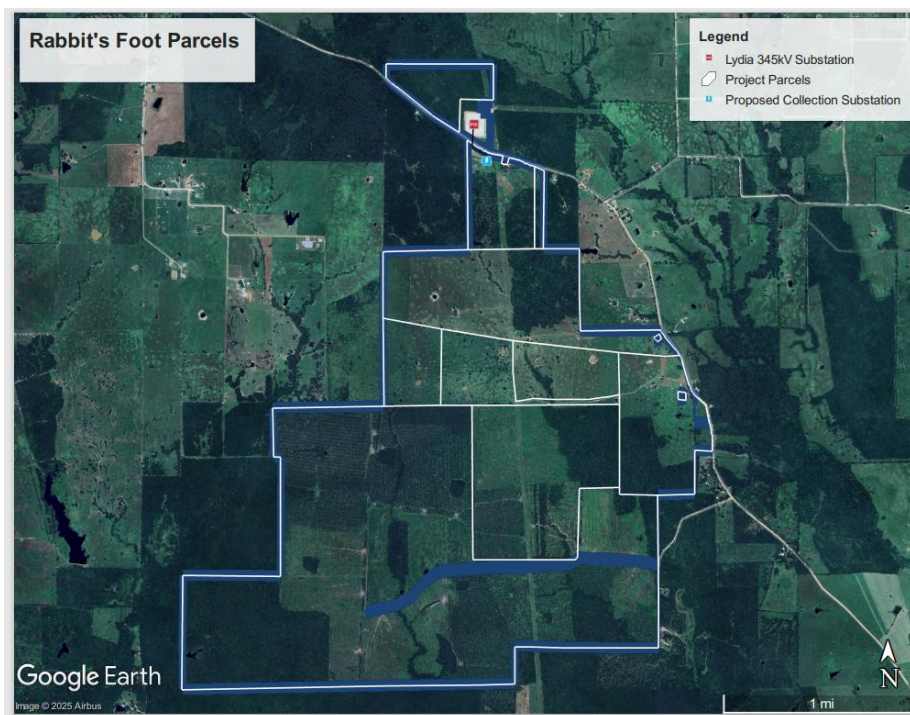 Rabbit's Foot Parcels
Legend
Lydia 345kV Substation
Project Parcels
Proposed Collection Substation
Google Earth
Image © 2025 Airbus
N
1 mi